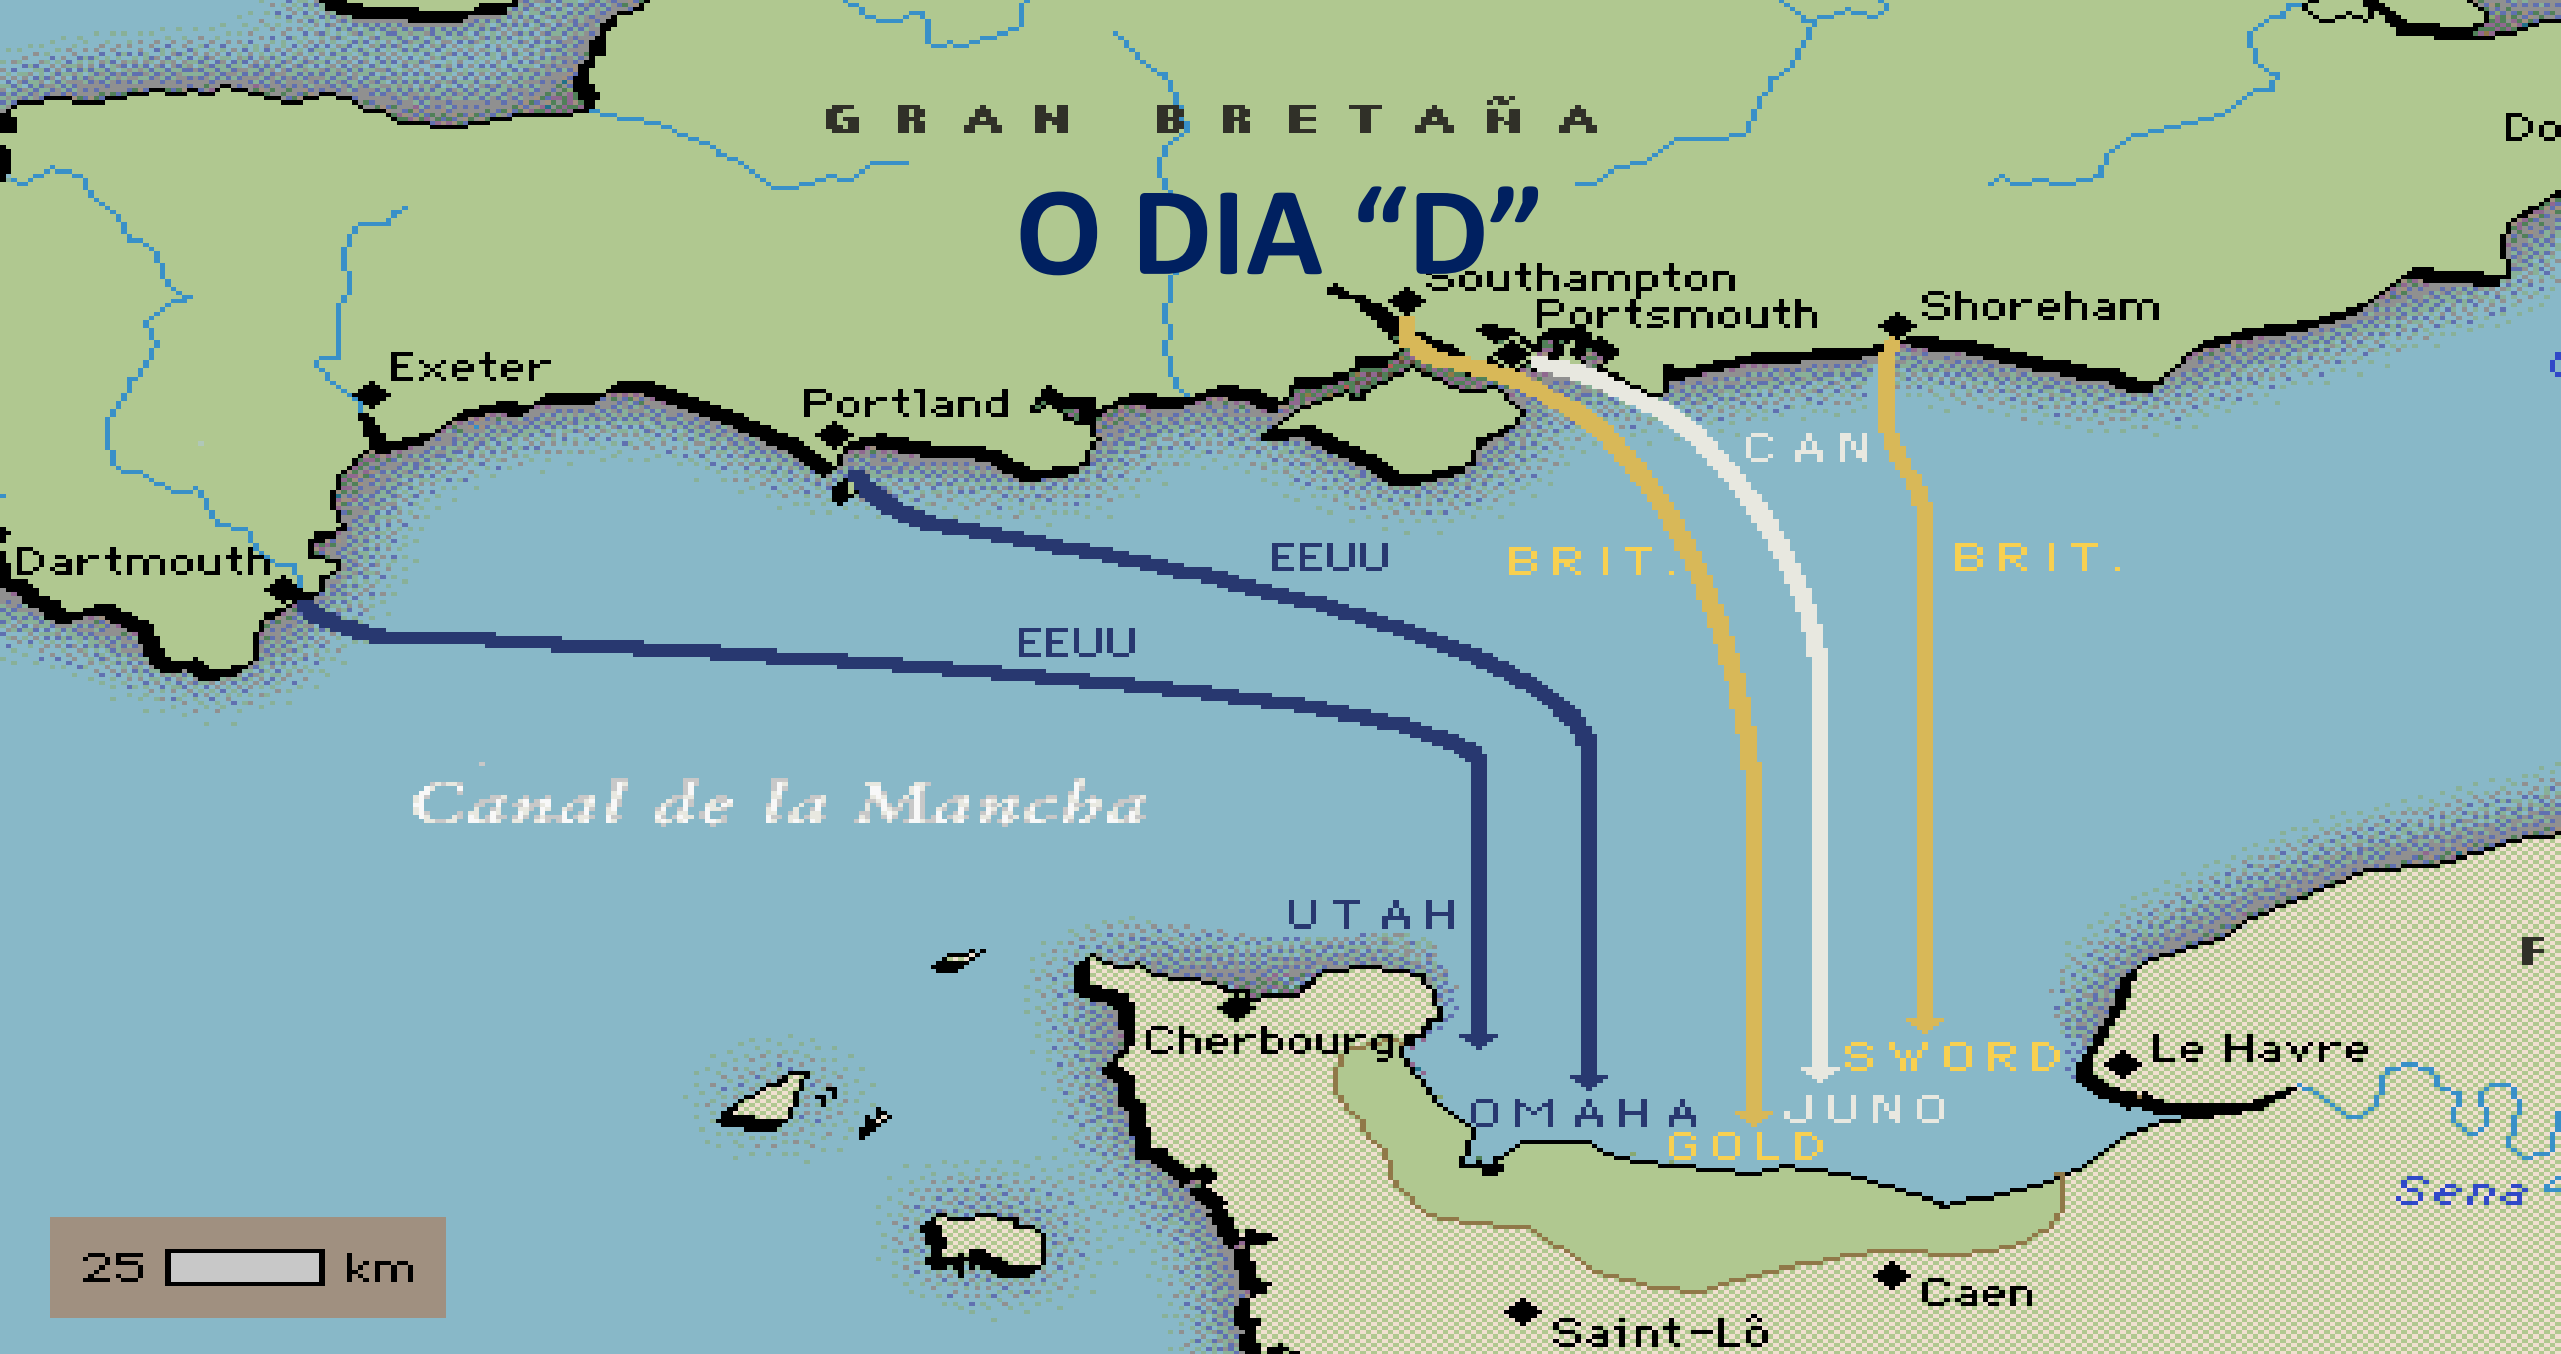 GRAN BRETAÑA
Do
O DIA “D”
Southampton
Portsmouth
Shoreham
Exeter
Portland
CAN
Dartmouth
EEUU
BRIT.
BRIT.
EEUU
Canal de la Mancha
UTAH
F
Cherbourg
SWORD
Le Havre
OMAHA
JUNO
GOLD
Sena
25 km
Caen
Saint-Lô